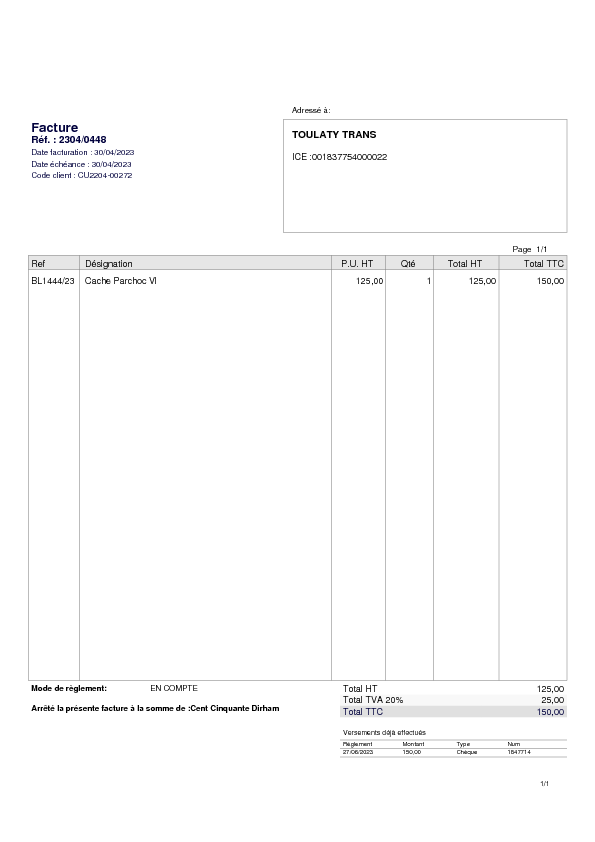 Adressé à:
Facture
Réf. : 2304/0448
Date facturation : 30/04/2023
Date échéance : 30/04/2023
Code client : CU2204-00272
TOULATY TRANS
ICE :001837754000022
Page 1/1
Ref Désignation P.U. HT Qté Total HT Total TTC
BL1444/23 Cache Parchoc Vl 125,00 1 125,00 150,00
Mode de règlement: EN COMPTE
Total HT 125,00
Total TVA 20% 25,00
Arrêté la présente facture à la somme de :Cent Cinquante Dirham
Total TTC 150,00
Versements déjà effectués
Règlement Montant Type Num
27/06/2023 150,00 Chèque 1647714
1/1